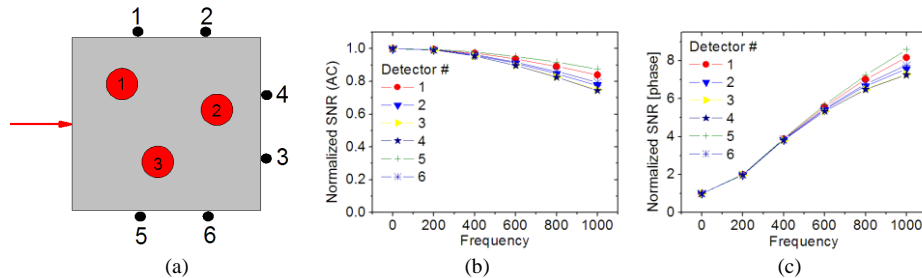 1 2
1
2
4
3
3
5 6
(a)
Normalized SNR (AC)
1.0
0.8
0.6
0.4
0.2
0.0
Detector #
1
2
3
4
5
6
0 200 400 600 800 1000
Frequency
(b)
Normalized SNR [phase]
8
6
4
2
0
Detector #
1
2
3
4
5
6
0 200 400 600 800 1000
Frequency
(c)